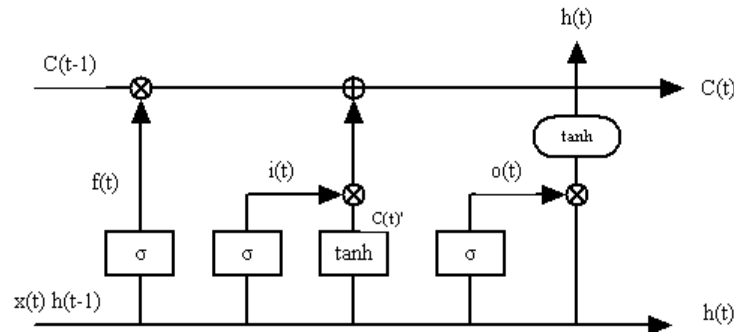 h(t)
C(t-1)
C(t)
tanh
f(t)
i(t)
o(t)
C(t)'
σ
σ
tanh
σ
x(t) h(t-1)
h(t)